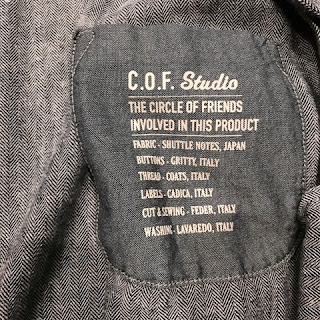 C.O.F. Studio
THE CIRCLE OF FRIENDS
INVOLVED IN THIS PRODUCT
FABRIC - SHUTTLE NOTES, JAPAN
BUTTONS - GRITTY, ITALY
THREAD - COATS, ITALY
LABELS - CADICA, ITALY
CUT & SEWING - FEDER, ITALY
WASHING - LAVAREDO, ITALY